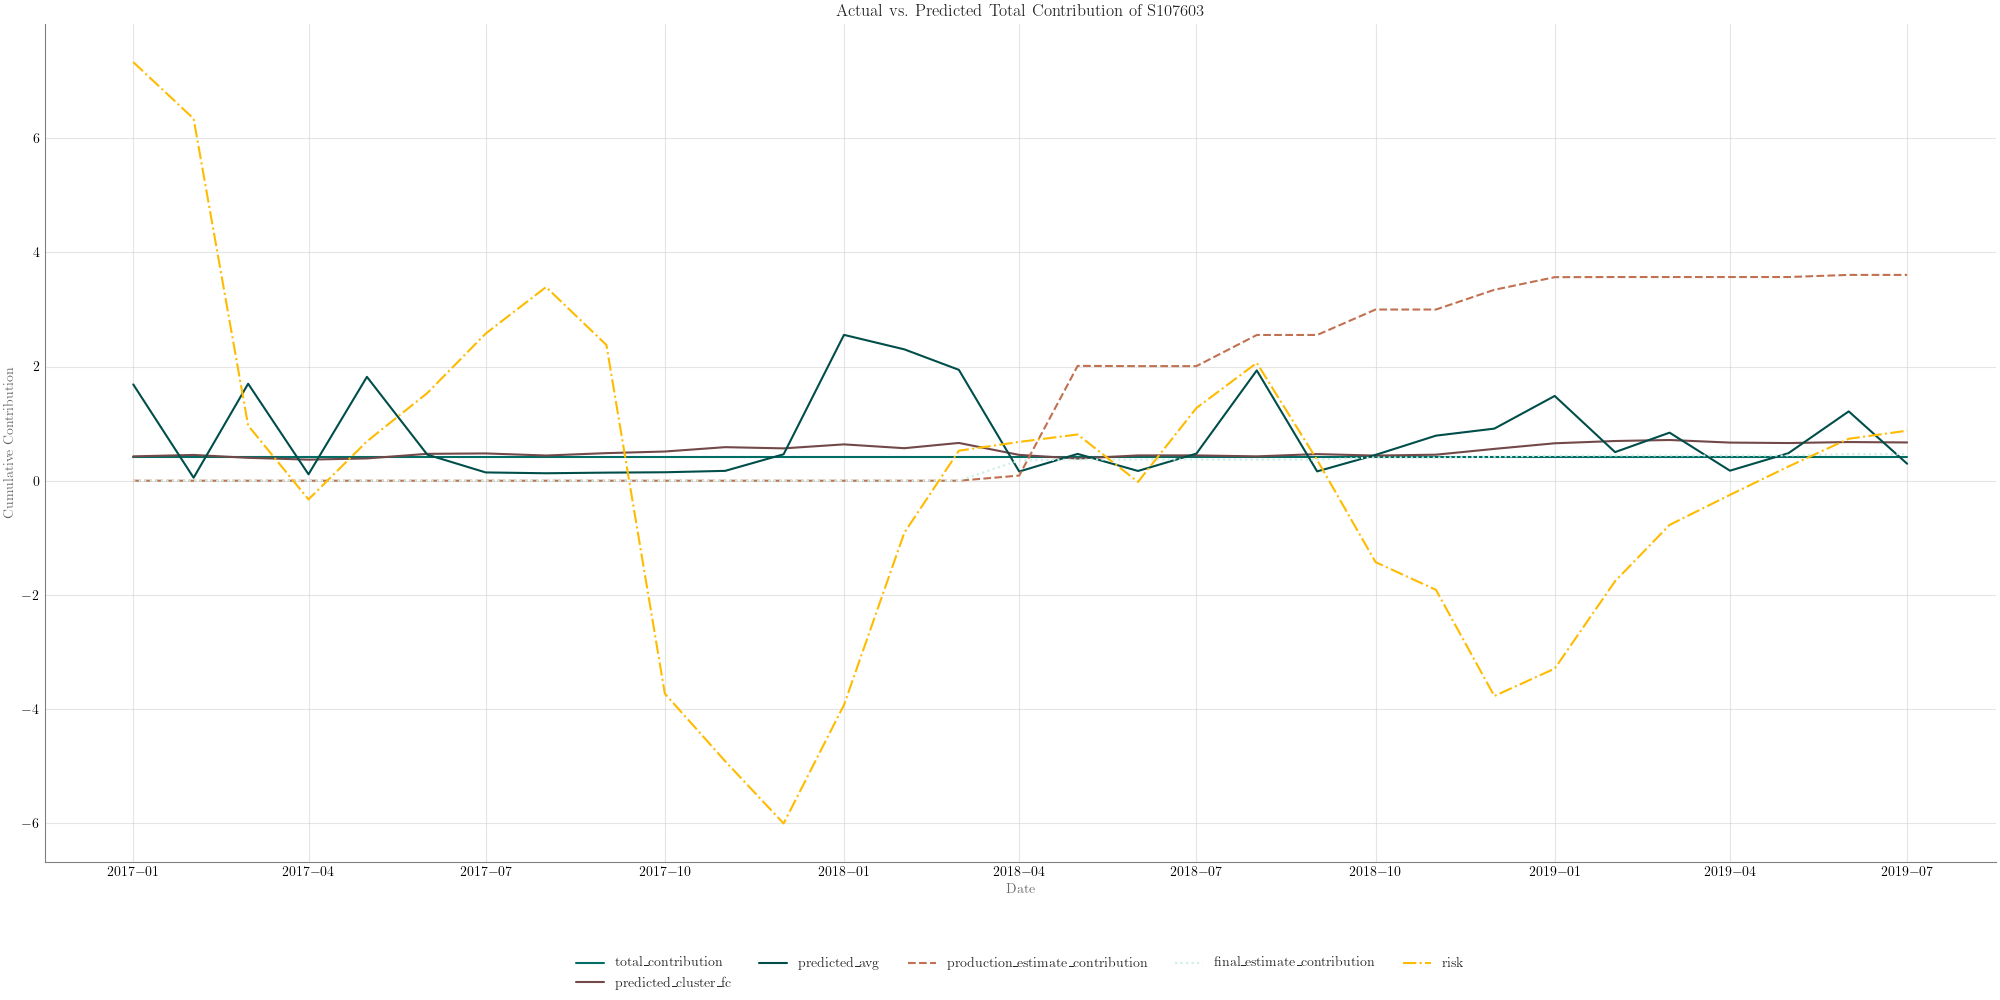 Actual vs. Predicted Total Contribution of S107603
Cumulative Contribution
6
4
2
0
−2
−4
−6
2017−01 2017−04 2017−07 2017−10 2018−01 2018−04 2018−07 2018−10 2019−01 2019−04 2019−07
Date
total_contribution predicted_avg production_estimate_contribution final_estimate_contribution risk
predicted_cluster_fc